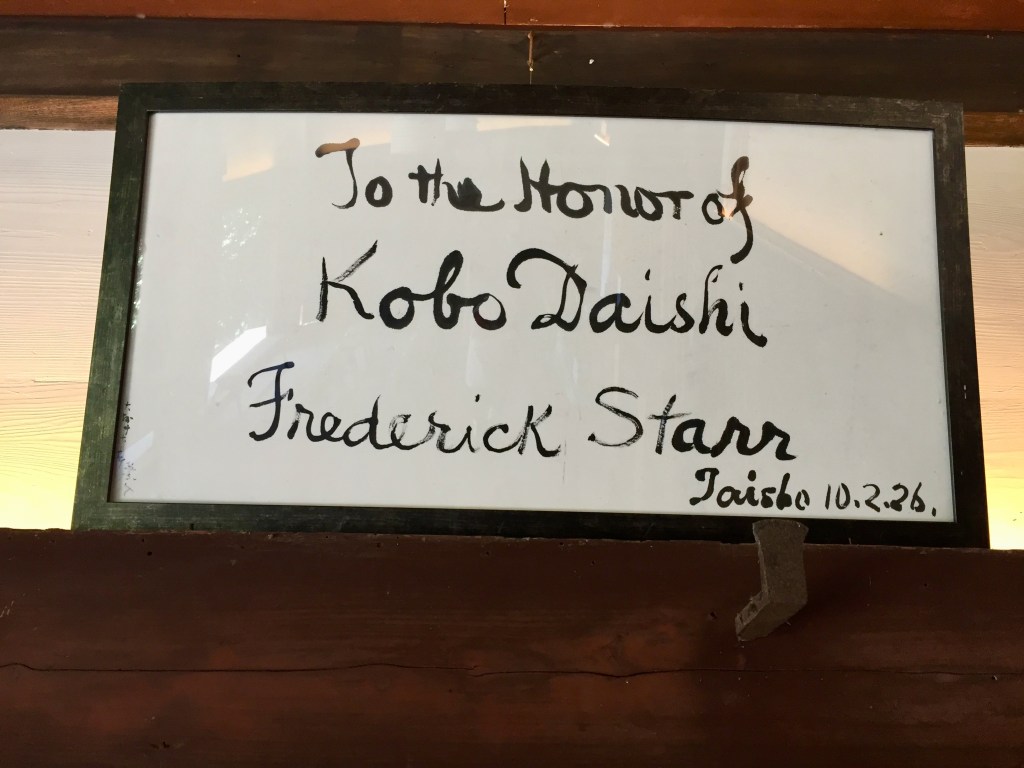 To the Honor of
Kobo Daishi
Frederick Starr
Taisho 10.2.26.